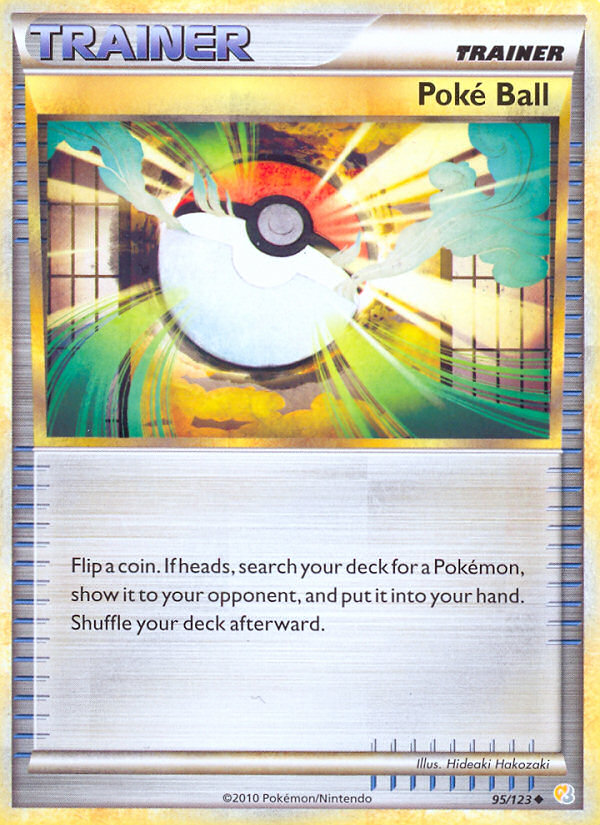 TRAINER
TRAINER
Poké Ball
Flip a coin. If heads, search your deck for a Pokémon,
show it to your opponent, and put it into your hand.
Shuffle your deck afterward.
Illus. Hideaki Hakozaki
©2010 Pokémon/Nintendo
95/123